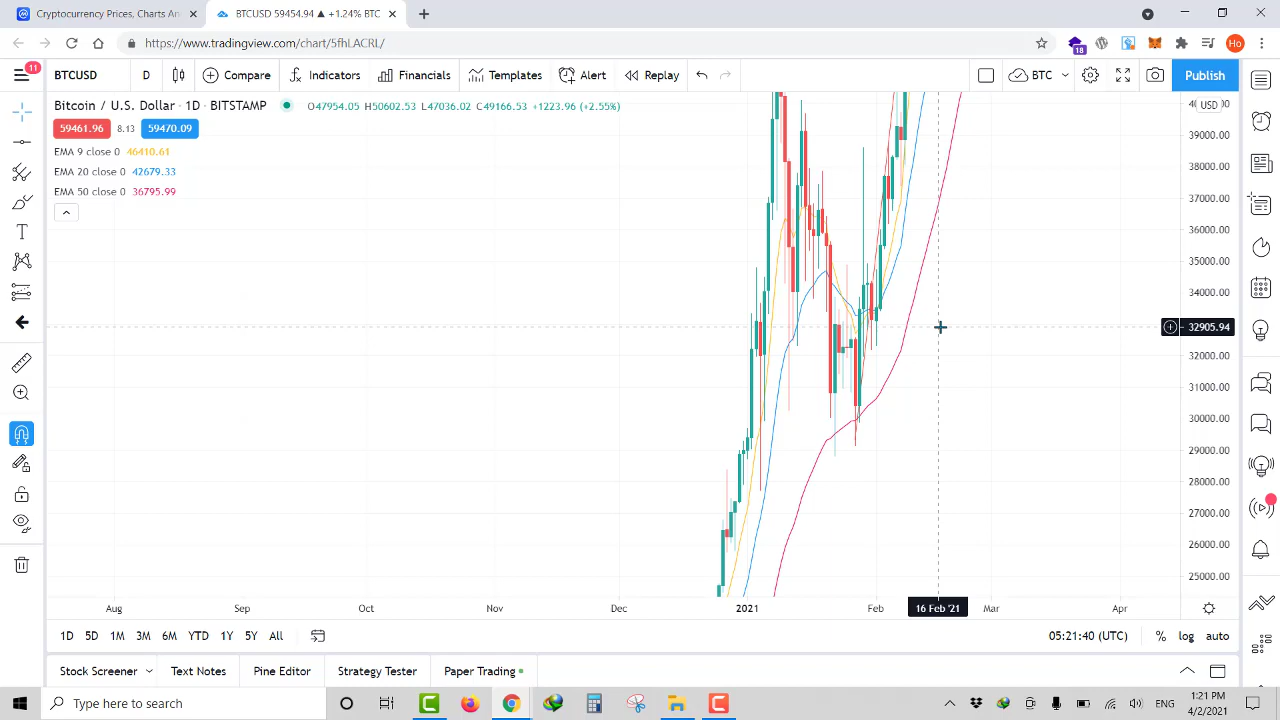 Cryptocurrency Prices, Charts An
BTCUSD 59454.94 ▲ +1.24% BTC
https://www.tradingview.com/chart/5fhLACRL/
18
Ho
11
BTCUSD
D
Compare
Indicators
Financials
Templates
Alert
Replay
BTC
Publish
Bitcoin / U.S. Dollar · 1D · BITSTAMP
O47954.05 H50602.53 L47036.02 C49166.53 +1223.96 (+2.55%)
59461.96 8.13 59470.09
EMA 9 close 0 46410.61
EMA 20 close 0 42679.33
EMA 50 close 0 36795.99
USD
39000.00
38000.00
37000.00
36000.00
35000.00
34000.00
32905.94
32000.00
31000.00
30000.00
29000.00
28000.00
27000.00
26000.00
25000.00
Aug Sep Oct Nov Dec 2021 Feb 16 Feb '21 Mar Apr
1D 5D 1M 3M 6M YTD 1Y 5Y All
05:21:40 (UTC) % log auto
Stock Screener Text Notes Pine Editor Strategy Tester Paper Trading
Type here to search
ENG
1:21 PM
4/2/2021